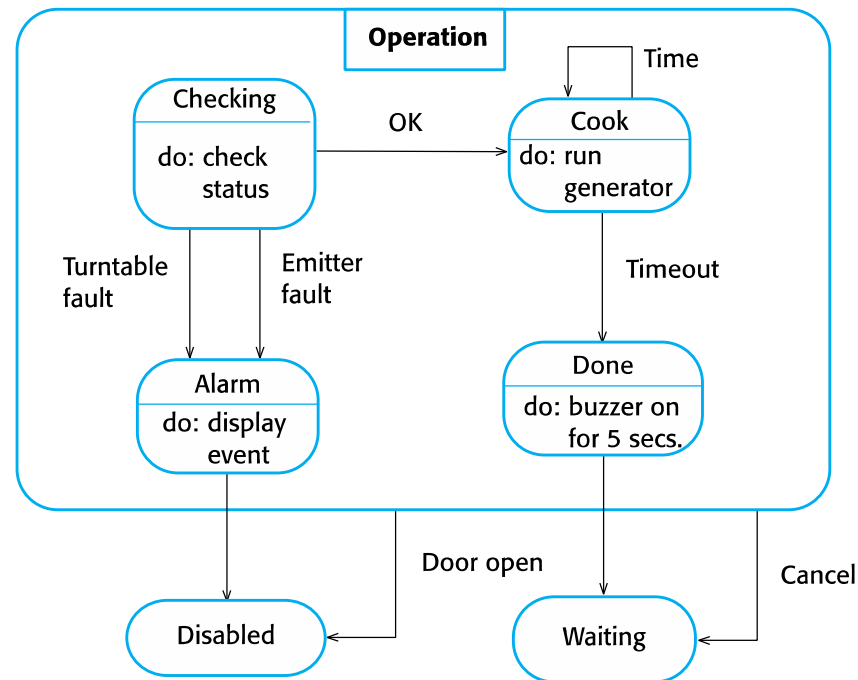 Operation
Time
Checking
do: check
status
OK
Cook
do: run
generator
Turntable
fault
Emitter
fault
Timeout
Alarm
do: display
event
Done
do: buzzer on
for 5 secs.
Door open
Cancel
Disabled
Waiting